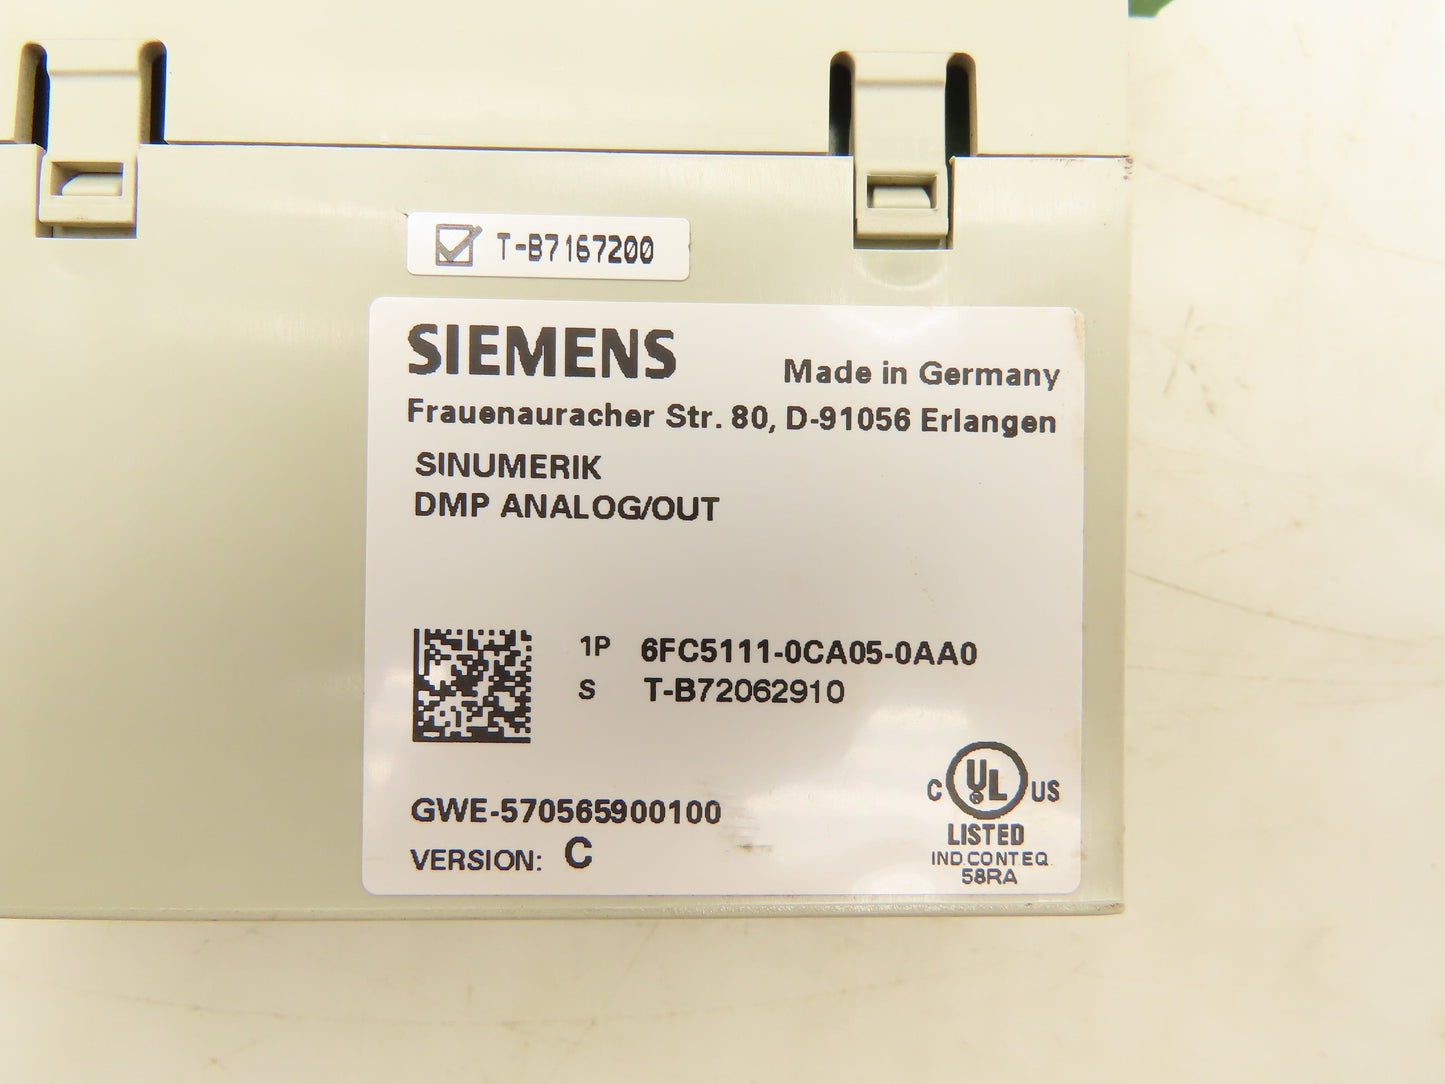 T-B7167200
SIEMENS
Made in Germany
Frauenauracher Str. 80, D-91056 Erlangen
SINUMERIK
DMP ANALOG/OUT
1P 6FC5111-0CA05-0AA0
S T-B72062910
GWE-570565900100
VERSION: C
C UL US
LISTED
IND.CONT.EQ.
58RA